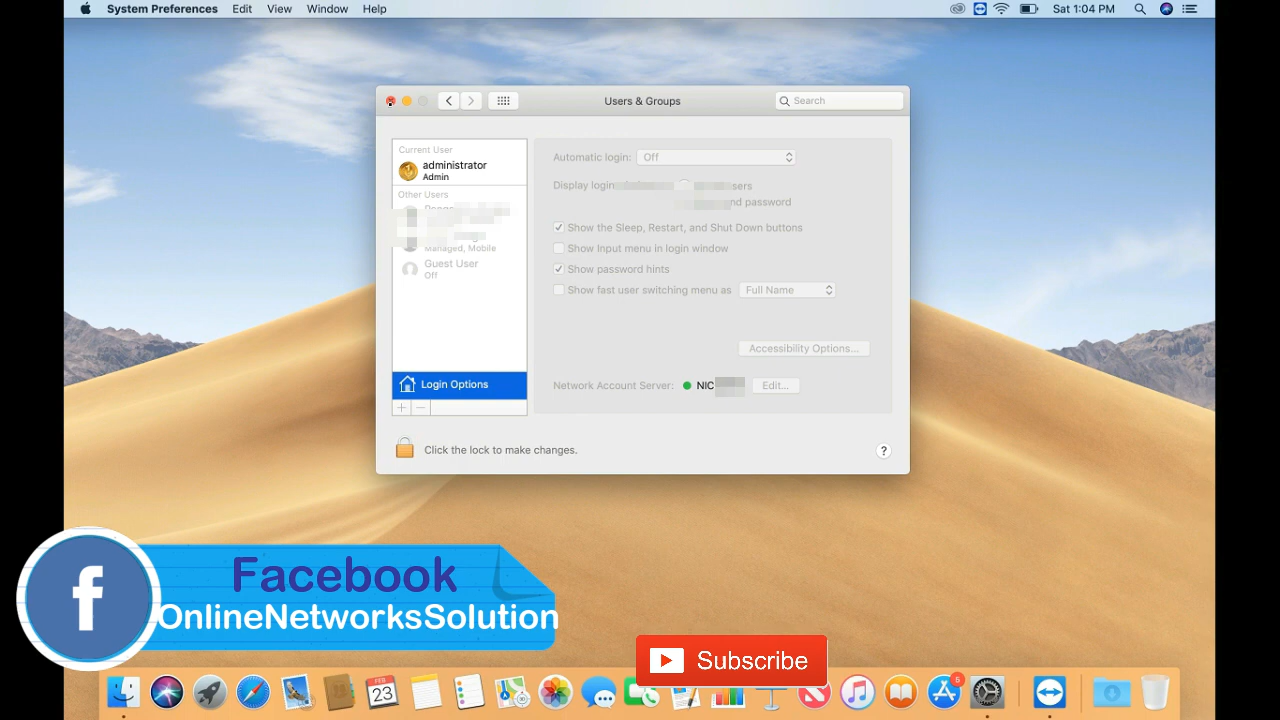 System Preferences Edit View Window Help
Sat 1:04 PM
Users & Groups
Search
Current User
administrator
Admin
Other Users
Managed, Mobile
Guest User
Off
Login Options
Automatic login: Off
Display login
and password
Show the Sleep, Restart, and Shut Down buttons
Show Input menu in login window
Show password hints
Show fast user switching menu as Full Name
Accessibility Options...
Network Account Server: NIC Edit...
Click the lock to make changes.
?
f
Facebook
OnlineNetworksSolution
Subscribe
FEB
23
5